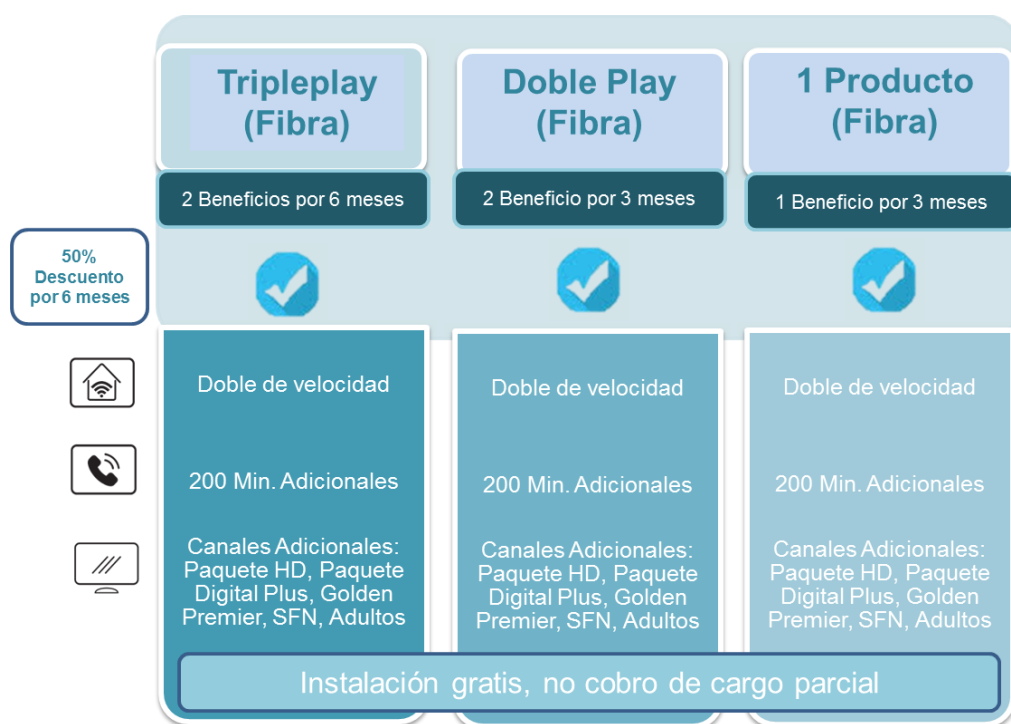 Tripleplay
(Fibra)
Doble Play
(Fibra)
1 Producto
(Fibra)
2 Beneficios por 6 meses
2 Beneficio por 3 meses
1 Beneficio por 3 meses
50%
Descuento
por 6 meses
Doble de velocidad
Doble de velocidad
Doble de velocidad
200 Min. Adicionales
200 Min. Adicionales
200 Min. Adicionales
Canales Adicionales:
Paquete HD, Paquete
Digital Plus, Golden
Premier, SFN, Adultos
Canales Adicionales:
Paquete HD, Paquete
Digital Plus, Golden
Premier, SFN, Adultos
Canales Adicionales:
Paquete HD, Paquete
Digital Plus, Golden
Premier, SFN, Adultos
Instalación gratis, no cobro de cargo parcial